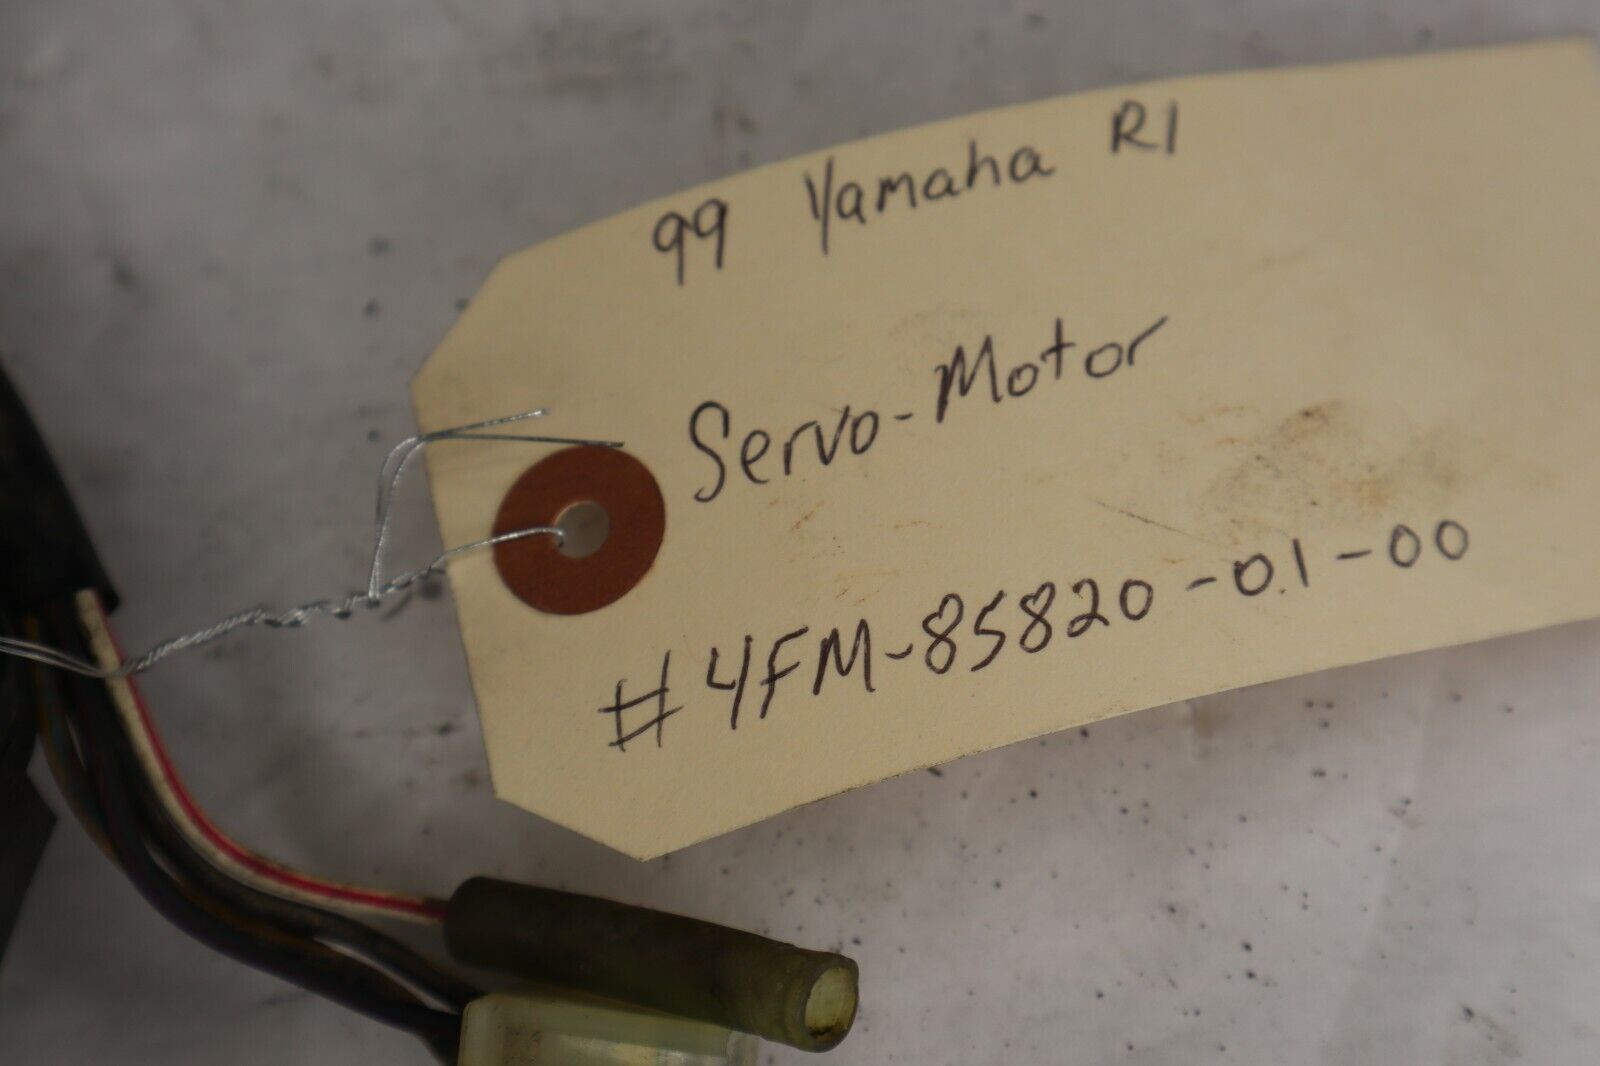 99 Yamaha R1
Servo-Motor
#4FM-85820-01-00